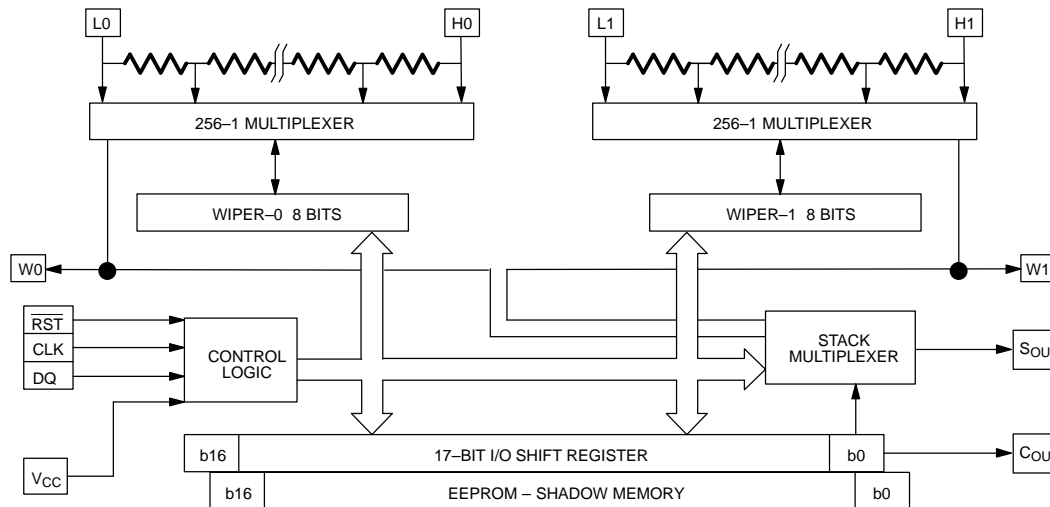 L0 H0 L1 H1
256–1 MULTIPLEXER 256–1 MULTIPLEXER
WIPER–0 8 BITS WIPER–1 8 BITS
W0 W1
RST
CLK
DQ
CONTROL
LOGIC
STACK
MULTIPLEXER
SOU
VCC
b16 17–BIT I/O SHIFT REGISTER b0
COU
b16 EEPROM – SHADOW MEMORY b0